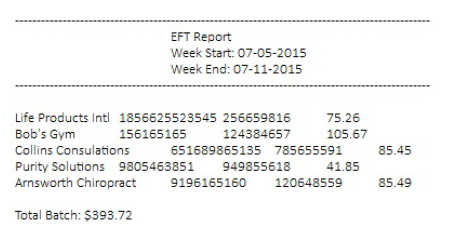 EFT Report
Week Start: 07-05-2015
Week End: 07-11-2015
Life Products Intl 1856625523545 256659816 75.26
Bob's Gym 156165165 124384657 105.67
Collins Consulations 651689865135 785655591 85.45
Purity Solutions 9805463851 949855618 41.85
Arnsworth Chiropract 9196165160 120648559 85.49
Total Batch: $393.72